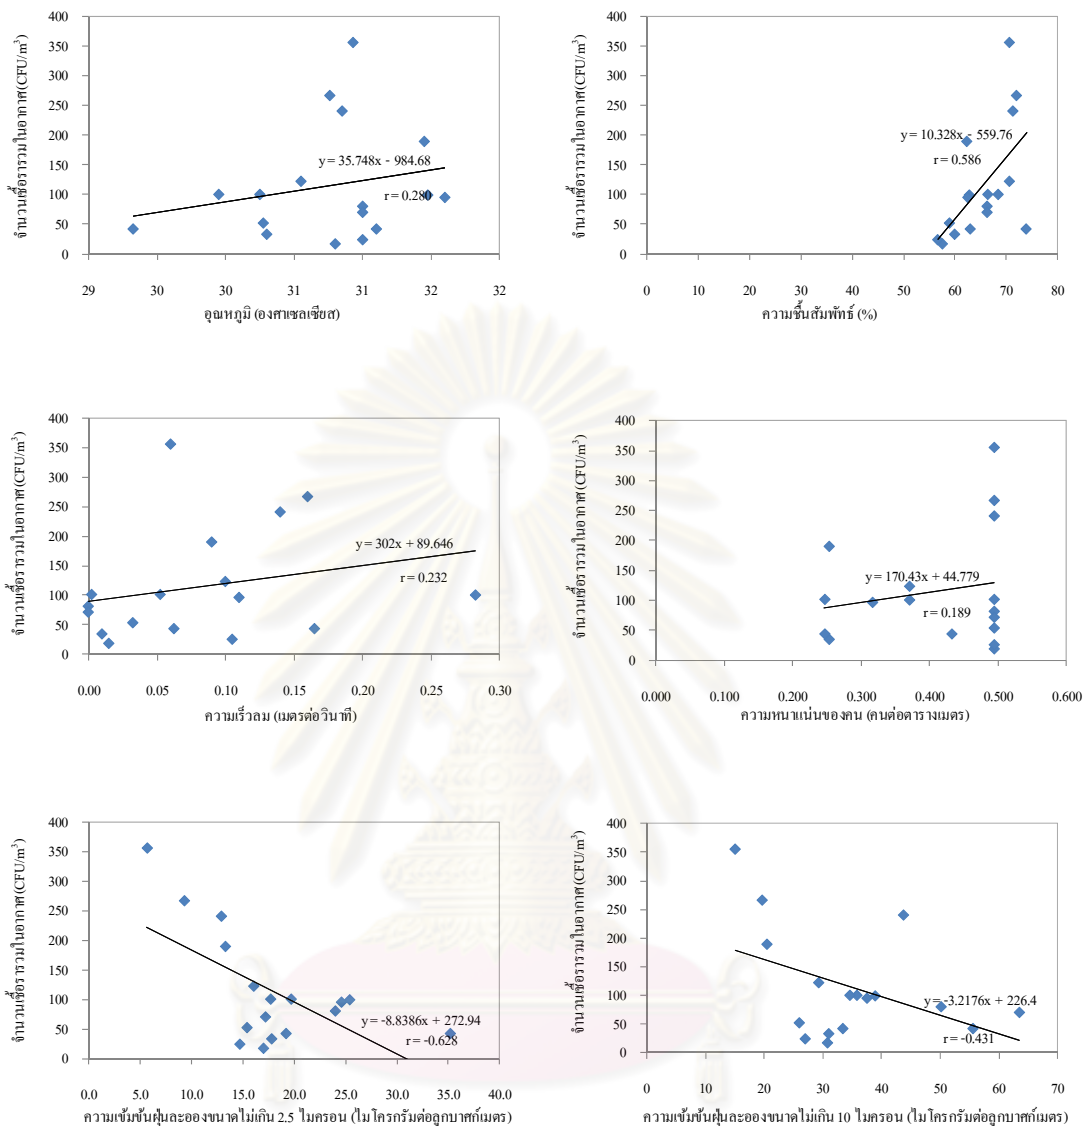 จำนวนเชื้อรารวมในอากาศ(CFU/m³)
400
350
300
250
200
150
100
50
0
y = 35.748x - 984.68
r = 0.280
29 30 30 31 31 32 32
อุณหภูมิ (องศาเซลเซียส)
จำนวนเชื้อรารวมในอากาศ(CFU/m³)
400
350
300
250
200
150
100
50
0
y = 10.328x - 559.76
r = 0.586
0 10 20 30 40 50 60 70 80
ความชื้นสัมพัทธ์ (%)
จำนวนเชื้อรารวมในอากาศ(CFU/m³)
400
350
300
250
200
150
100
50
0
y = 302x + 89.646
r = 0.232
0.00 0.05 0.10 0.15 0.20 0.25 0.30
ความเร็วลม (เมตรต่อวินาที)
จำนวนเชื้อรารวมในอากาศ(CFU/m³)
400
350
300
250
200
150
100
50
0
y = 170.43x + 44.779
r = 0.189
0.000 0.100 0.200 0.300 0.400 0.500 0.600
ความหนาแน่นของคน (คนต่อตารางเมตร)
จำนวนเชื้อรารวมในอากาศ(CFU/m³)
400
350
300
250
200
150
100
50
0
y = -8.8386x + 272.94
r = -0.628
0.0 5.0 10.0 15.0 20.0 25.0 30.0 35.0 40.0
ความเข้มข้นฝุ่นละอองขนาดไม่เกิน 2.5 ไมครอน (ไมโครกรัมต่อลูกบาศก์เมตร)
จำนวนเชื้อรารวมในอากาศ(CFU/m³)
400
350
300
250
200
150
100
50
0
y = -3.2176x + 226.4
r = -0.431
0 10 20 30 40 50 60 70
ความเข้มข้นฝุ่นละอองขนาดไม่เกิน 10 ไมครอน (ไมโครกรัมต่อลูกบาศก์เมตร)